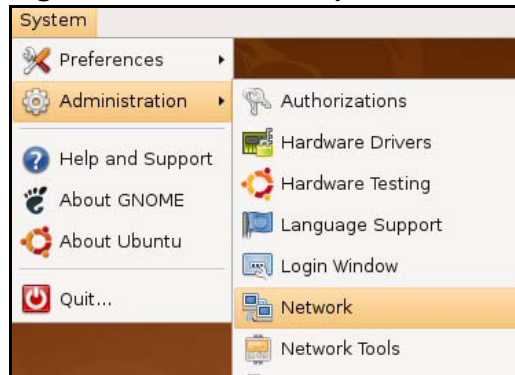 System
Preferences
Administration
Help and Support
About GNOME
About Ubuntu
Quit...
Authorizations
Hardware Drivers
Hardware Testing
Language Support
Login Window
Network
Network Tools